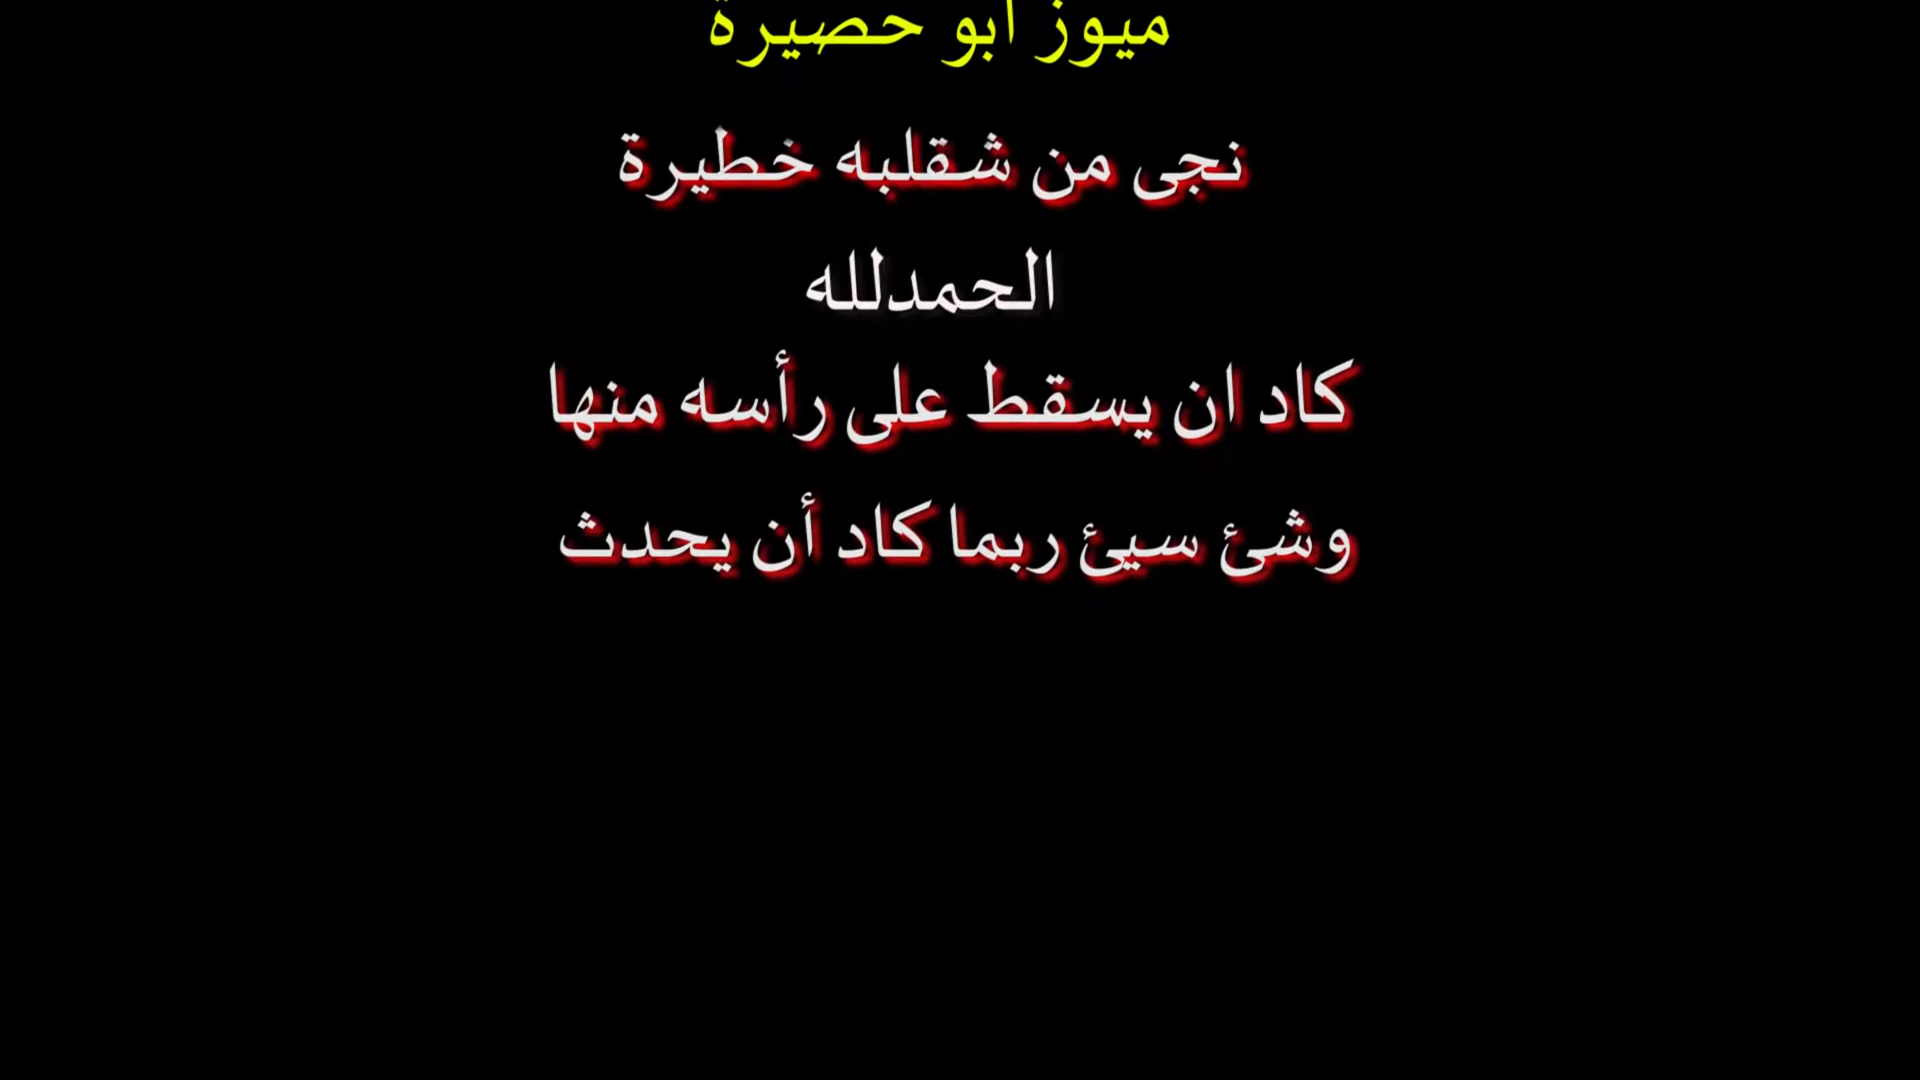 ميوز ابو حصيرة
نجى من شقلبه خطيرة
الحمدلله
كاد ان يسقط على رأسه منها
وشئ سيئ ربما كاد أن يحدث